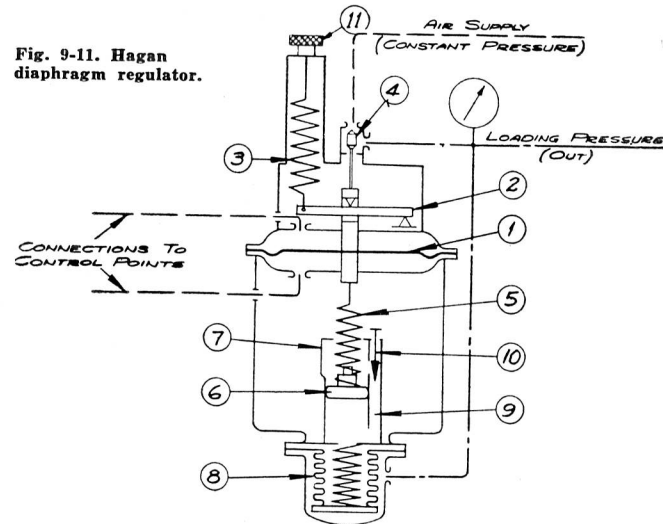 Fig. 9-11. Hagan
diaphragm regulator.
11
AIR SUPPLY
(CONSTANT PRESSURE)
4
LOADING PRESSURE
(OUT)
3
2
1
CONNECTIONS TO
CONTROL POINTS
5
7
10
6
9
8